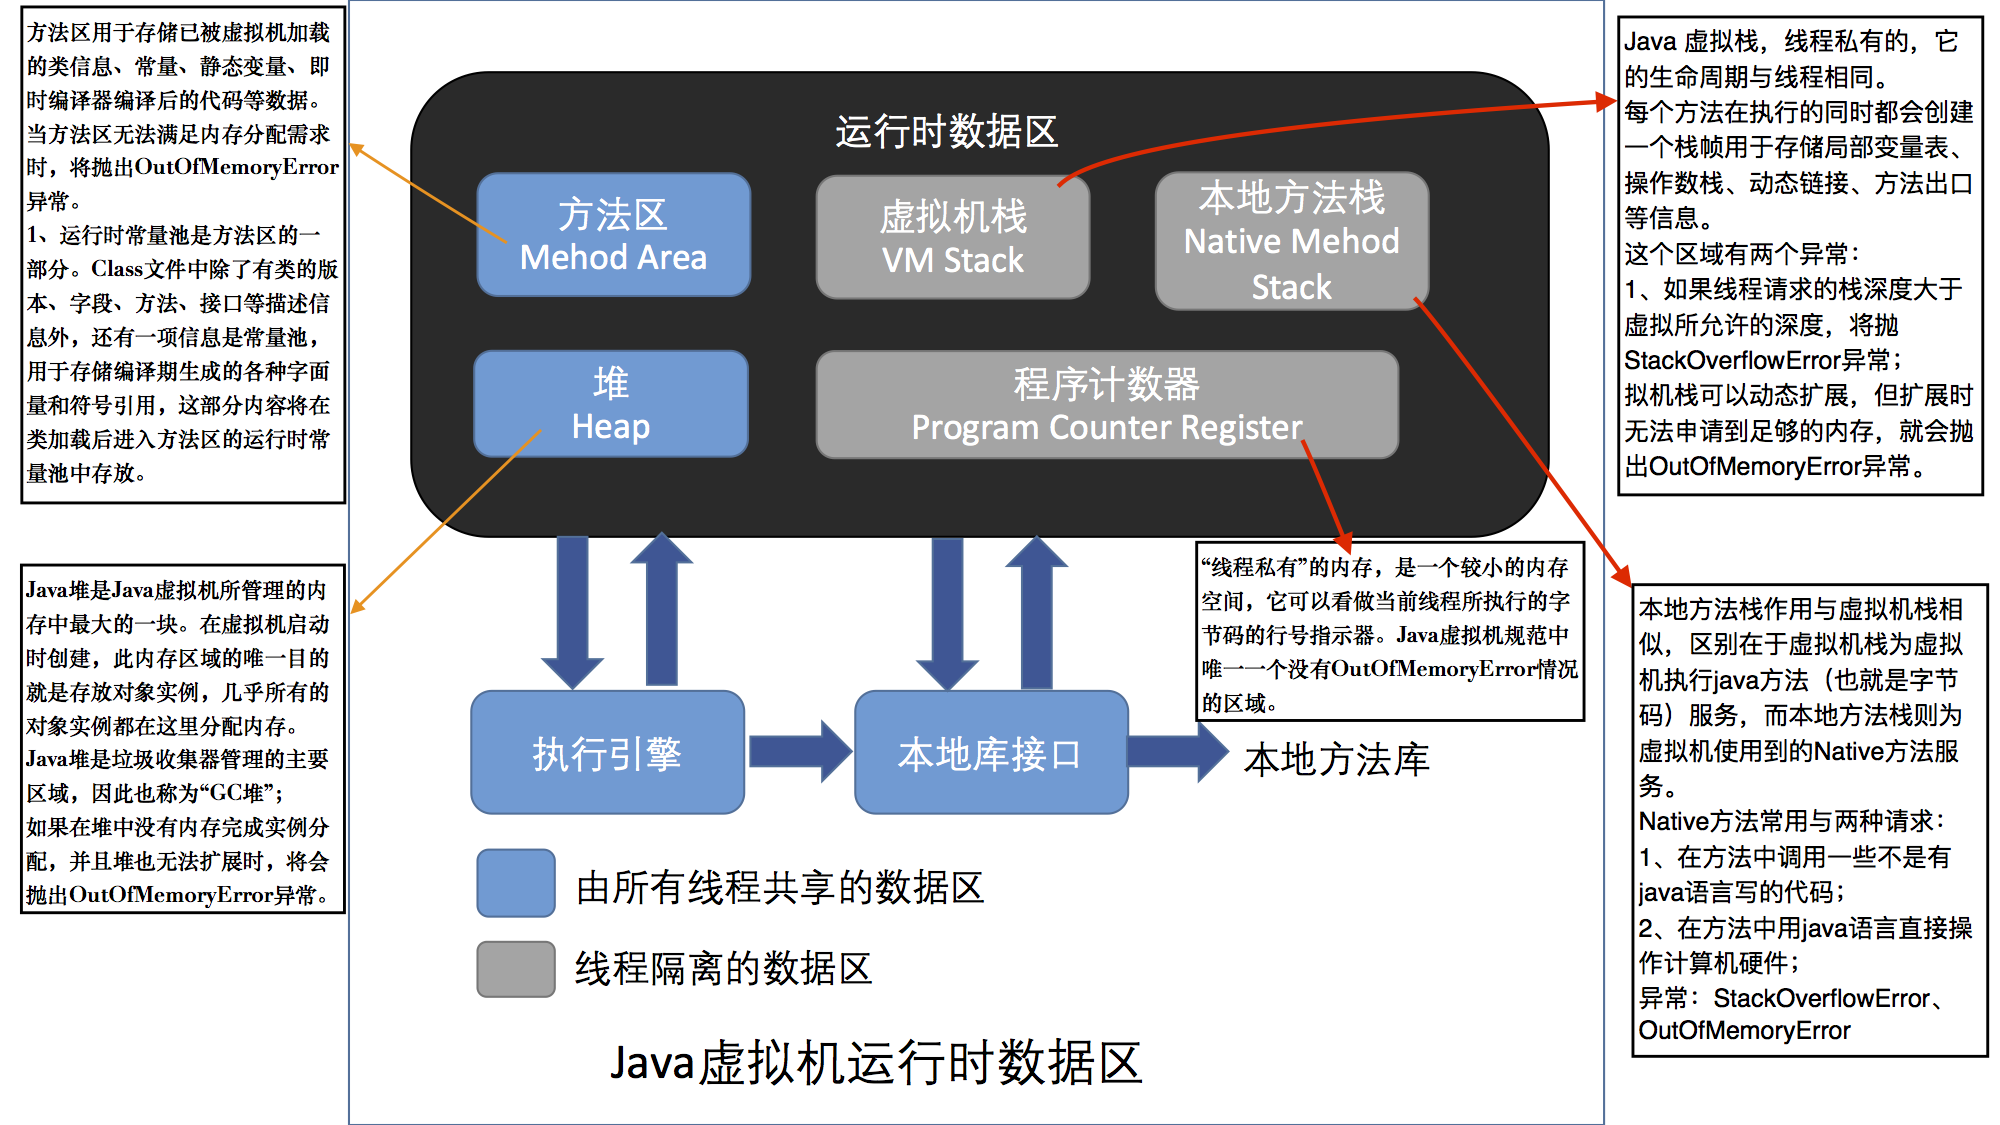 方法区用于存储已被虚拟机加载
的类信息、常量、静态变量、即
时编译器编译后的代码等数据。
当方法区无法满足内存分配需求
时，将抛出OutOfMemoryError
异常。
1、运行时常量池是方法区的一
部分。Class文件中除了有类的版
本、字段、方法、接口等描述信
息外，还有一项信息是常量池，
用于存储编译期生成的各种字面
量和符号引用，这部分内容将在
类加载后进入方法区的运行时常
量池中存放。
Java堆是Java虚拟机所管理的内
存中最大的一块。在虚拟机启动
时创建，此内存区域的唯一目的
就是存放对象实例，几乎所有的
对象实例都在这里分配内存。
Java堆是垃圾收集器管理的主要
区域，因此也称为“GC堆”；
如果在堆中没有内存完成实例分
配，并且堆也无法扩展时，将会
抛出OutOfMemoryError异常。
运行时数据区
方法区
Mehod Area
虚拟机栈
VM Stack
本地方法栈
Native Mehod
Stack
堆
Heap
程序计数器
Program Counter Register
“线程私有”的内存，是一个较小的内存
空间，它可以看做当前线程所执行的字
节码的行号指示器。Java虚拟机规范中
唯一一个没有OutOfMemoryError情况
的区域。
执行引擎
本地库接口
本地方法库
由所有线程共享的数据区
线程隔离的数据区
Java虚拟机运行时数据区
Java 虚拟栈，线程私有的，它
的生命周期与线程相同。
每个方法在执行的同时都会创建
一个栈帧用于存储局部变量表、
操作数栈、动态链接、方法出口
等信息。
这个区域有两个异常：
1、如果线程请求的栈深度大于
虚拟所允许的深度，将抛
StackOverflowError异常；
拟机栈可以动态扩展，但扩展时
无法申请到足够的内存，就会抛
出OutOfMemoryError异常。
本地方法栈作用与虚拟机栈相
似，区别在于虚拟机栈为虚拟
机执行java方法（也就是字节
码）服务，而本地方法栈则为
虚拟机使用到的Native方法服
务。
Native方法常用与两种请求：
1、在方法中调用一些不是有
java语言写的代码；
2、在方法中用java语言直接操
作计算机硬件；
异常：StackOverflowError、
OutOfMemoryError